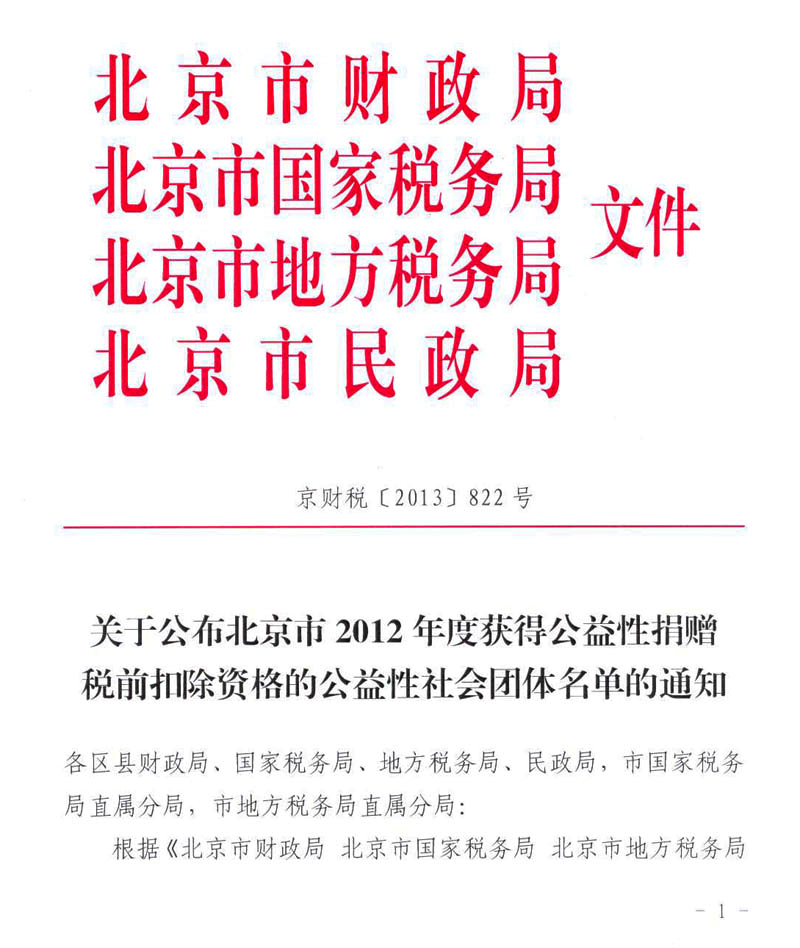 北京市财政局
北京市国家税务局
文件
北京市地方税务局
北京市民政局
京财税〔2013〕822号
关于公布北京市2012年度获得公益性捐赠
税前扣除资格的公益性社会团体名单的通知
各区县财政局、国家税务局、地方税务局、民政局，市国家税务
局直属分局，市地方税务局直属分局：
根据《北京市财政局 北京市国家税务局 北京市地方税务局
- 1 -